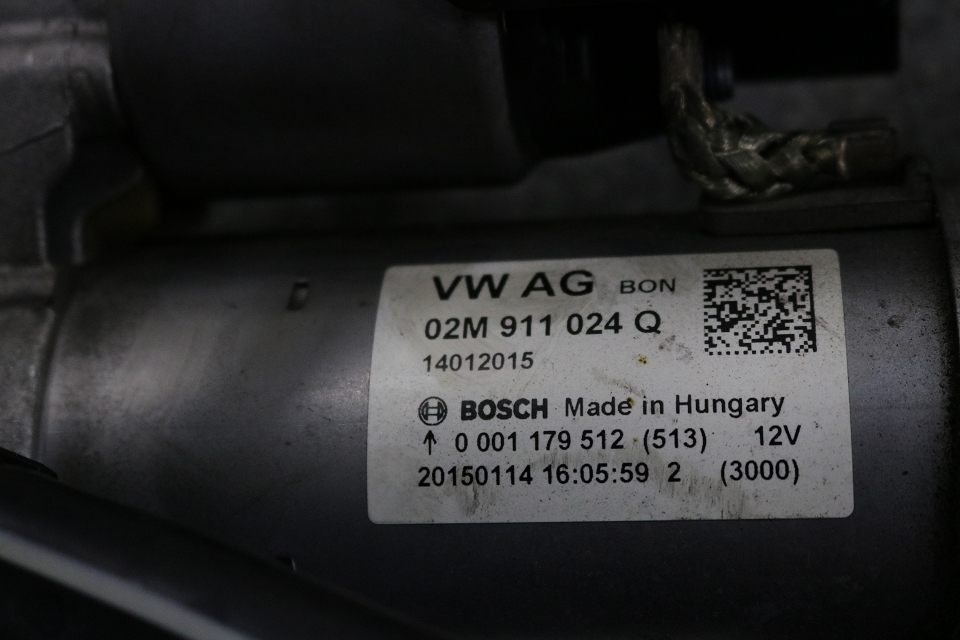 VW AG BON
02M 911 024 Q
14012015
BOSCH Made in Hungary
↑ 0 001 179 512 (513) 12V
20150114 16:05:59 2 (3000)